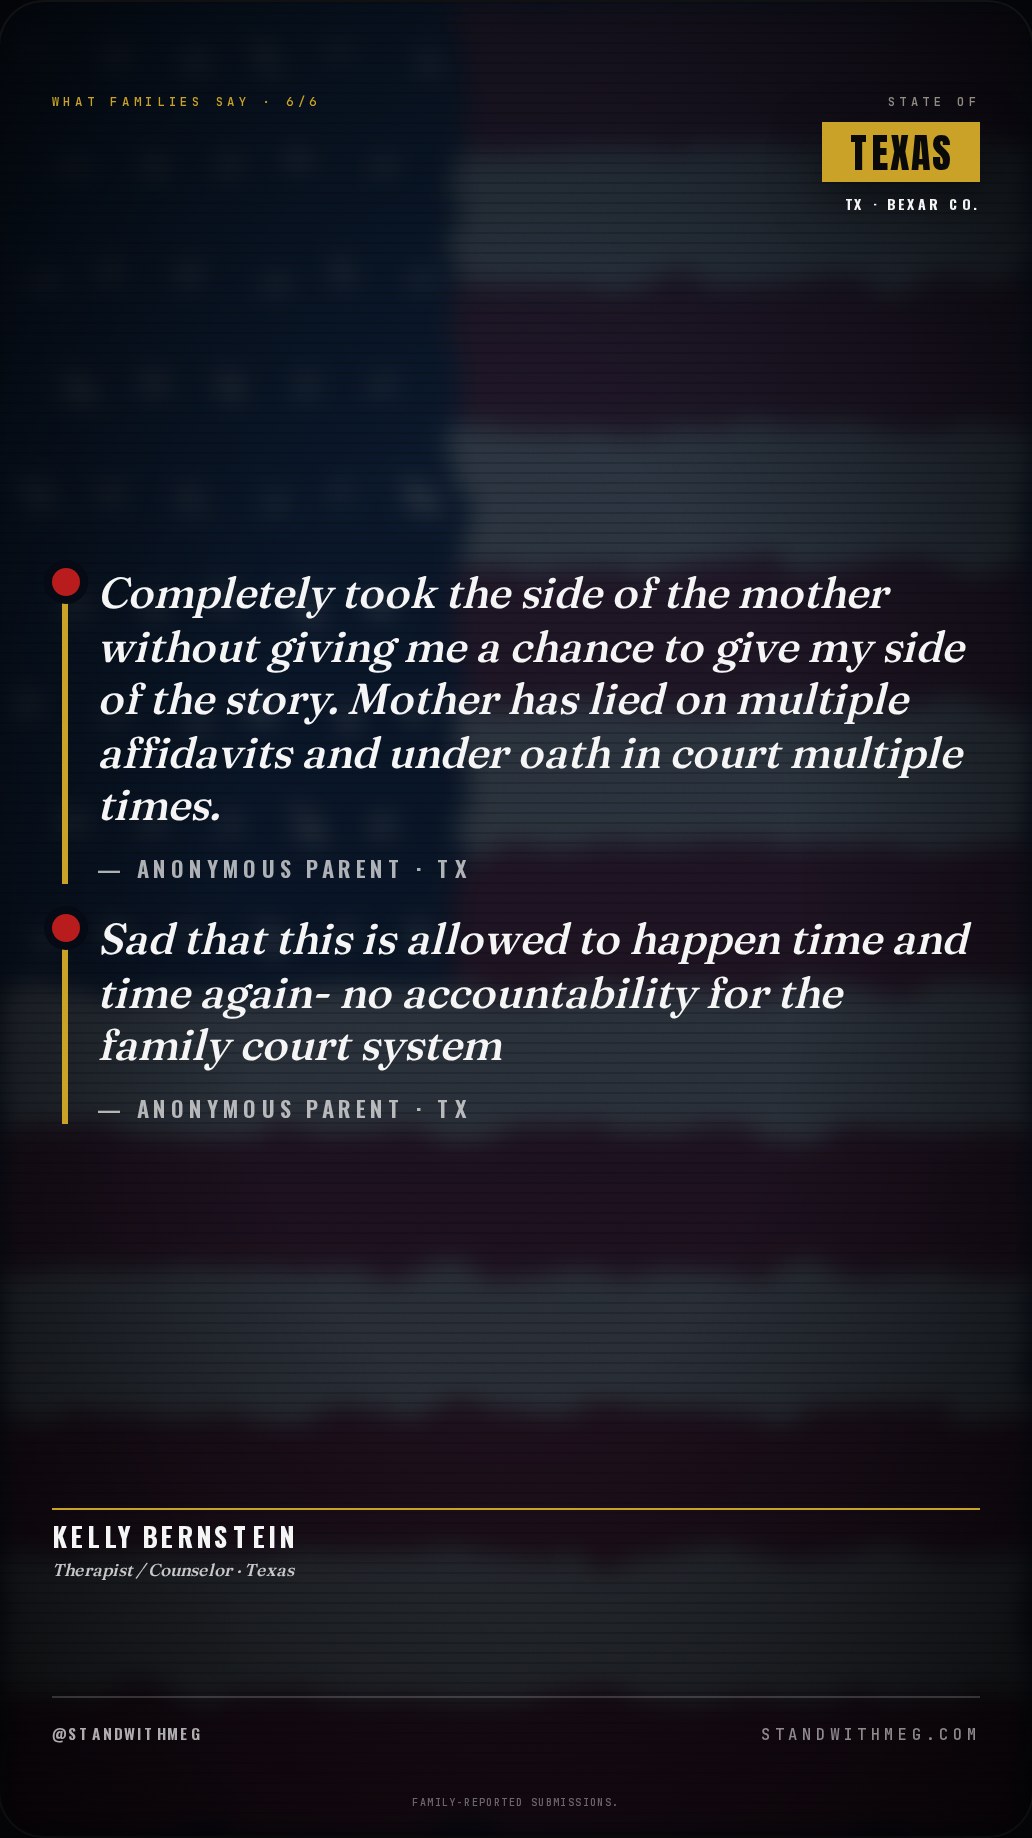 WHAT FAMILIES SAY · 6/6
STATE OF
TEXAS
TX · BEXAR CO.
Completely took the side of the mother
without giving me a chance to give my side
of the story. Mother has lied on multiple
affidavits and under oath in court multiple
times.
— ANONYMOUS PARENT · TX
Sad that this is allowed to happen time and
time again- no accountability for the
family court system
— ANONYMOUS PARENT · TX
KELLY BERNSTEIN
Therapist / Counselor · Texas
@STANDWITHMEG
STANDWITHMEG.COM
FAMILY-REPORTED SUBMISSIONS.